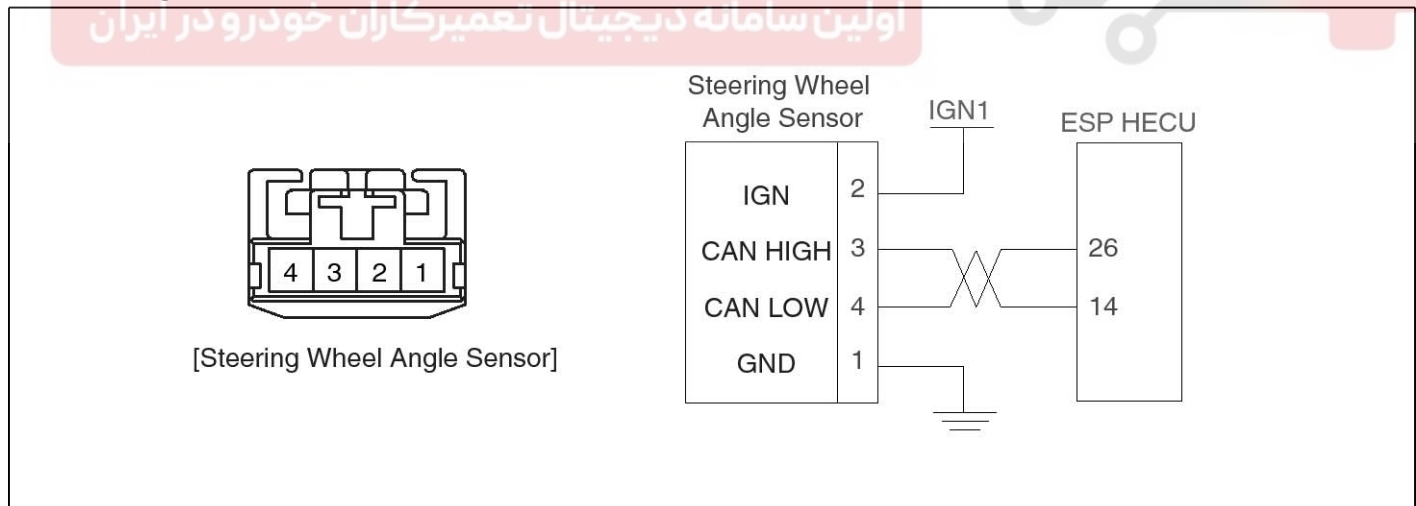 اولین سامانه دیجیتال تعمیرکاران خودرو در ایران
Steering Wheel
Angle Sensor
IGN1
ESP HECU
IGN 2
CAN HIGH 3 26
CAN LOW 4 14
GND 1
4 3 2 1
[Steering Wheel Angle Sensor]